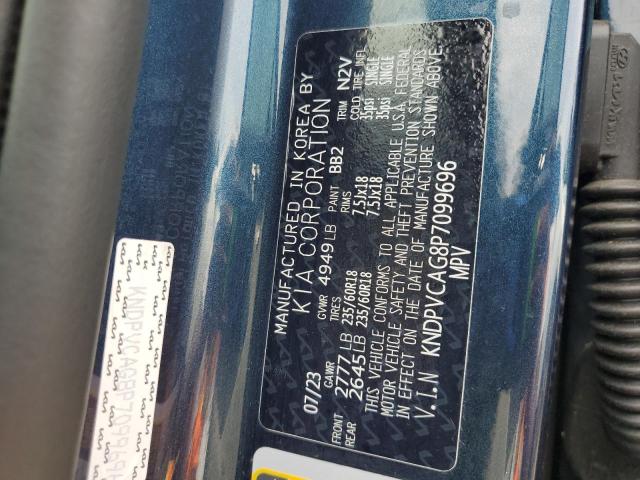 MANUFACTURED IN KOREA BY
KIA CORPORATION
07/23 GVWR 4949LB PAINT BB2 TRIM N2V
GAWR TIRES RIMS COLD TIRE INFL
FRONT 2777 LB 235/60R18 7.5Jx18 35psi SINGLE
REAR 2645 LB 235/60R18 7.5Jx18 35psi SINGLE
THIS VEHICLE CONFORMS TO ALL APPLICABLE U.S.A. FEDERAL
MOTOR VEHICLE SAFETY AND THEFT PREVENTION STANDARDS
IN EFFECT ON THE DATE OF MANUFACTURE SHOWN ABOVE.
V.I.N KNDPVCAG8P7099696
MPV
KNDPVCAG8P7099696